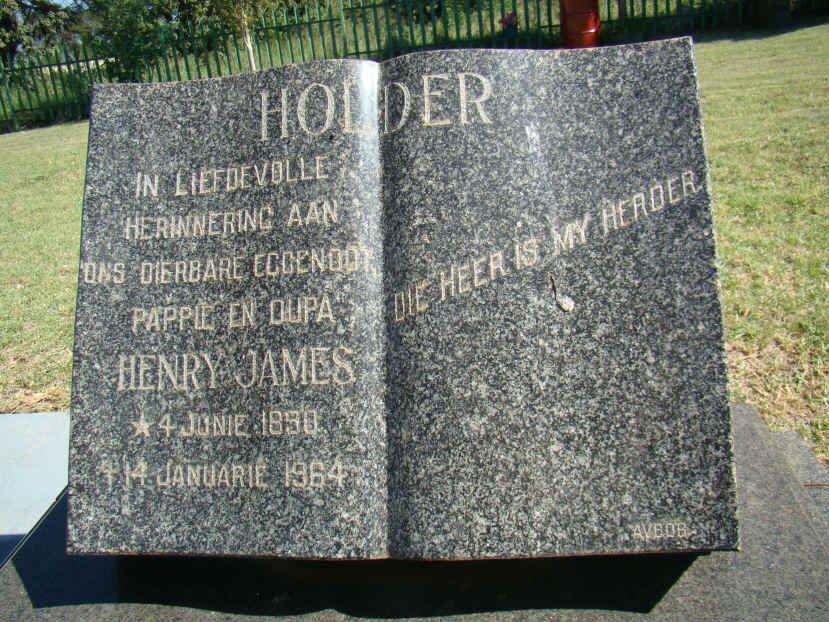 HOLDER
IN LIEFDEVOLLE
HERINNERING AAN
ONS DIERBARE EGGENOOT,
PAPPIE EN OUPA,
HENRY JAMES
★ 4 JUNIE 1890
✝ 14 JANUARIE 1964
DIE HEER IS MY HERDER.
AVBOB